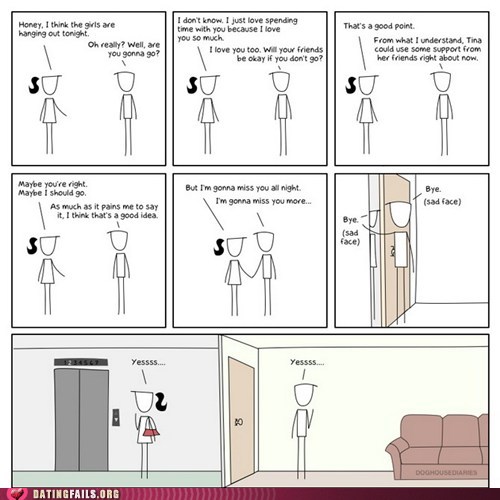 Honey, I think the girls are
hanging out tonight.
Oh really? Well, are
you gonna go?
I don't know. I just love spending
time with you because I love
you so much.
I love you too. Will your friends
be okay if you don't go?
That's a good point.
From what I understand, Tina
could use some support from
her friends right about now.
Maybe you're right.
Maybe I should go.
As much as it pains me to say
it, I think that's a good idea.
But I'm gonna miss you all night.
I'm gonna miss you more...
Bye.
(sad face)
Bye.
(sad
face)
Yessss....
Yessss....
DOGHOUSEDIARIES
DATINGFAILS.ORG